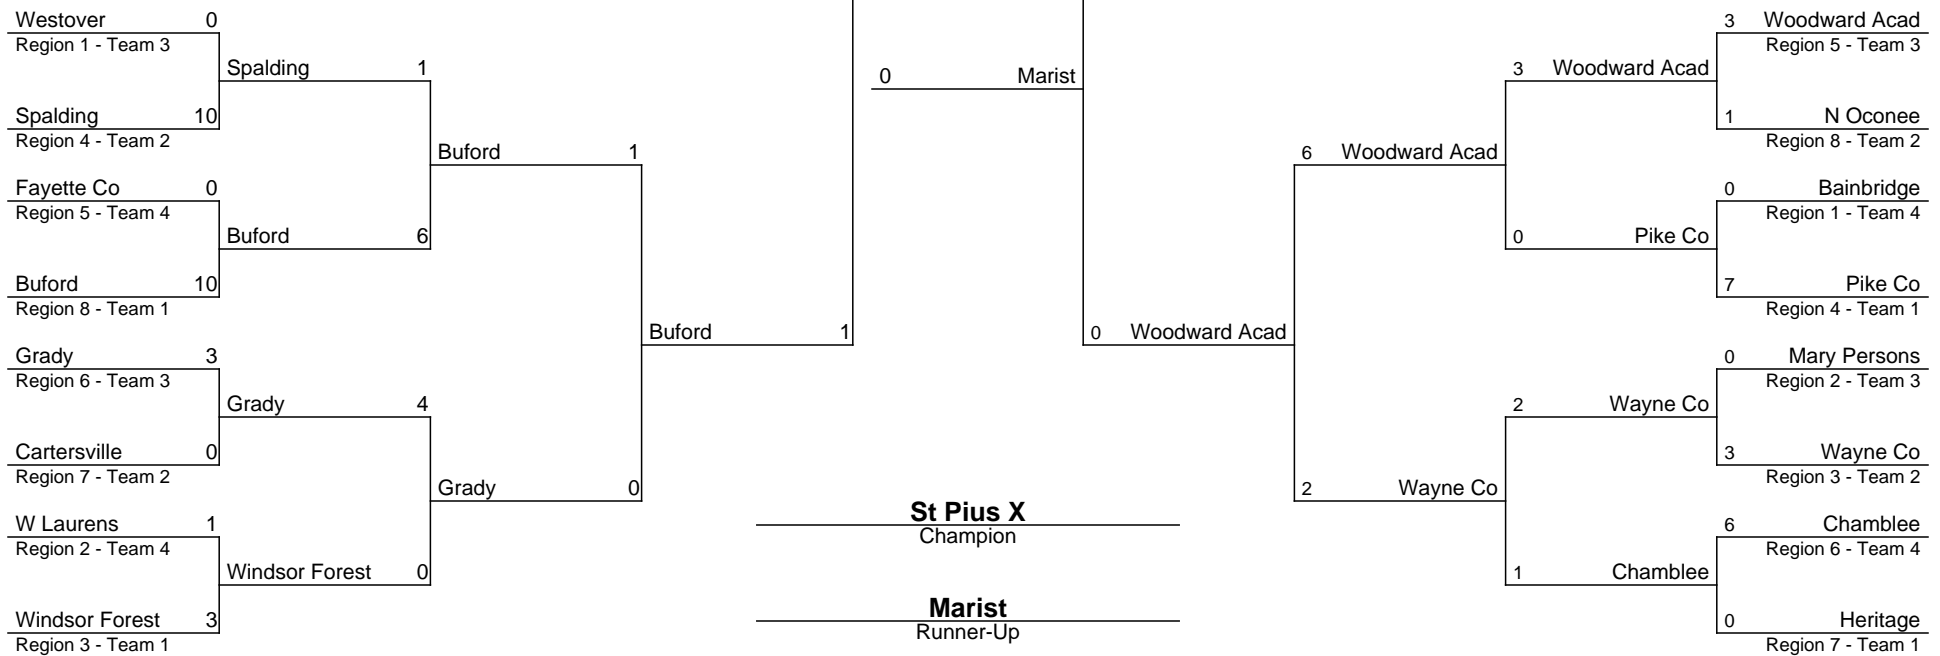 Westover 0
Region 1 - Team 3
Spalding 1
Spalding 10
Region 4 - Team 2
Buford 1
Fayette Co 0
Region 5 - Team 4
Buford 6
Buford 10
Region 8 - Team 1
Buford 1
Grady 3
Region 6 - Team 3
Grady 4
Cartersville 0
Region 7 - Team 2
Grady 0
W Laurens 1
Region 2 - Team 4
Windsor Forest 0
Windsor Forest 3
Region 3 - Team 1
0 Marist
St Pius X
Champion
Marist
Runner-Up
3 Woodward Acad
Region 5 - Team 3
3 Woodward Acad
1 N Oconee
Region 8 - Team 2
6 Woodward Acad
0 Bainbridge
Region 1 - Team 4
0 Pike Co
7 Pike Co
Region 4 - Team 1
0 Woodward Acad
0 Mary Persons
Region 2 - Team 3
2 Wayne Co
3 Wayne Co
Region 3 - Team 2
2 Wayne Co
6 Chamblee
Region 6 - Team 4
1 Chamblee
0 Heritage
Region 7 - Team 1